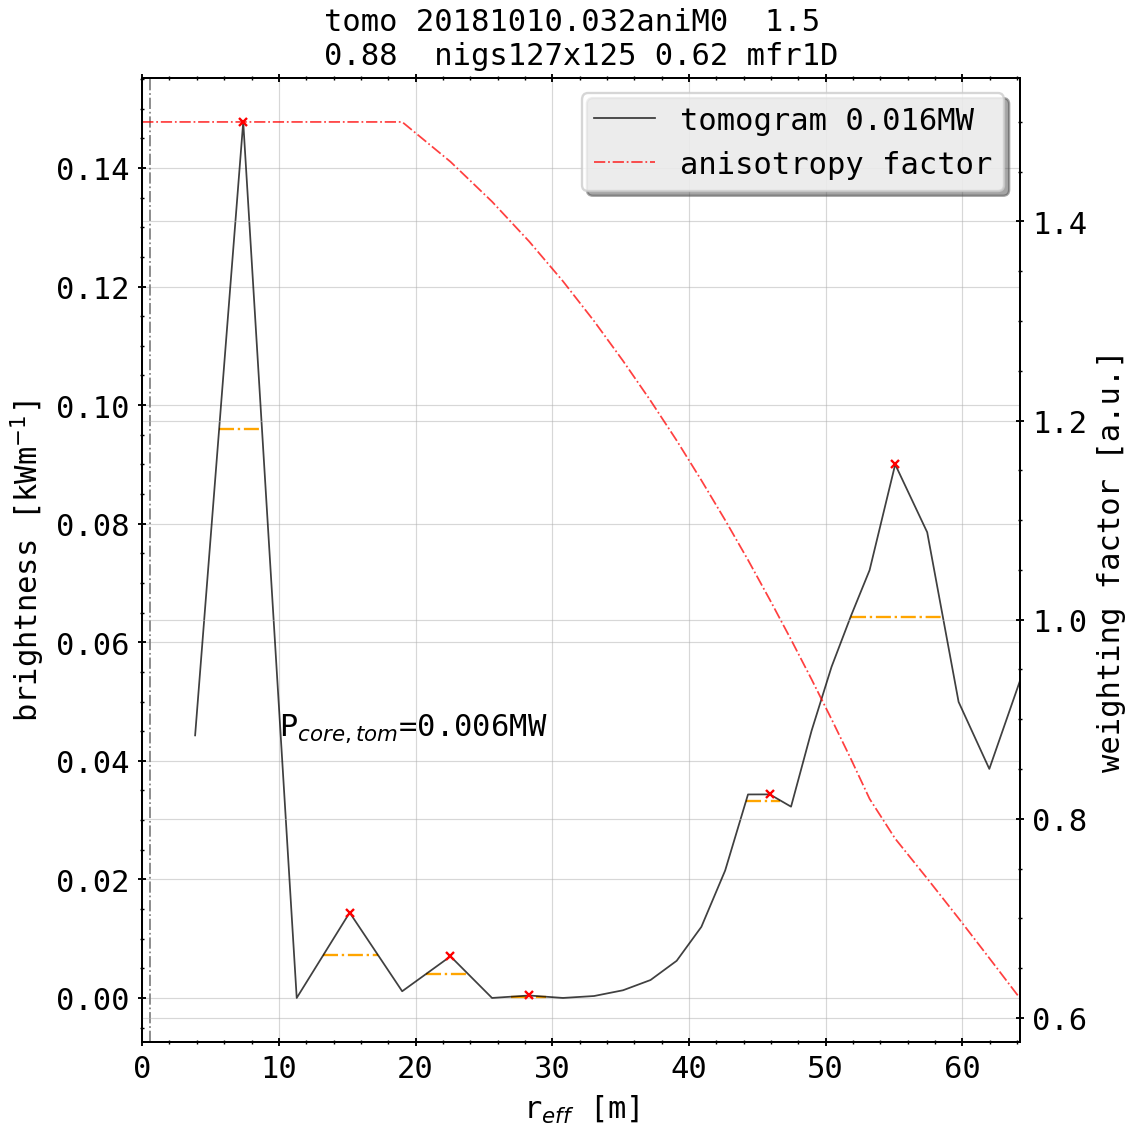 tomo 20181010.032aniM0  1.5
0.88  nigs127x125 0.62 mfr1D
tomogram 0.016MW
anisotropy factor
0.14
0.12
0.10
0.08
0.06
0.04
0.02
0.00
brightness [kWm⁻¹]
1.4
1.2
1.0
0.8
0.6
weighting factor [a.u.]
P_core,tom=0.006MW
0 10 20 30 40 50 60
r_eff [m]